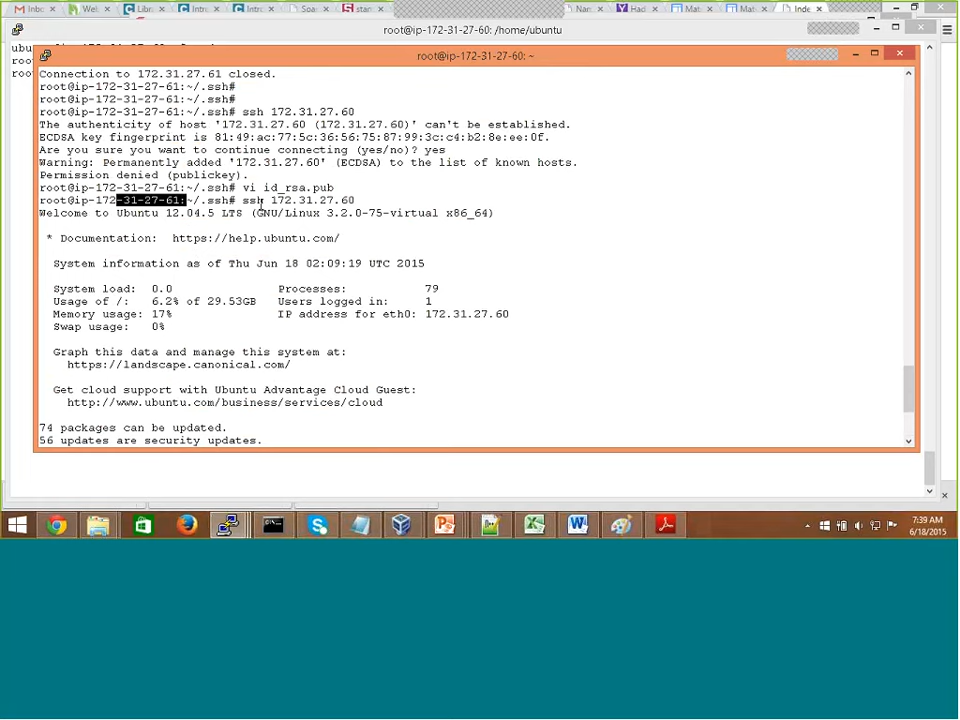 Inbo
Wel
Libr
Intr
Intr
Soa
star
Nar
Had
Mat
Mat
Inde
root@ip-172-31-27-60: /home/ubuntu
root@ip-172-31-27-60: ~
Connection to 172.31.27.61 closed.
root@ip-172-31-27-61:~/.ssh#
root@ip-172-31-27-61:~/.ssh#
root@ip-172-31-27-61:~/.ssh# ssh 172.31.27.60
The authenticity of host '172.31.27.60 (172.31.27.60)' can't be established.
ECDSA key fingerprint is 81:49:ac:77:5c:36:56:75:87:99:3c:c4:b2:8e:ee:0f.
Are you sure you want to continue connecting (yes/no)? yes
Warning: Permanently added '172.31.27.60' (ECDSA) to the list of known hosts.
Permission denied (publickey).
root@ip-172-31-27-61:~/.ssh# vi id_rsa.pub
root@ip-172-31-27-61:~/.ssh# ssh 172.31.27.60
Welcome to Ubuntu 12.04.5 LTS (GNU/Linux 3.2.0-75-virtual x86_64)
* Documentation: https://help.ubuntu.com/
System information as of Thu Jun 18 02:09:19 UTC 2015
System load: 0.0 Processes: 79
Usage of /: 6.2% of 29.53GB Users logged in: 1
Memory usage: 17% IP address for eth0: 172.31.27.60
Swap usage: 0%
Graph this data and manage this system at:
https://landscape.canonical.com/
Get cloud support with Ubuntu Advantage Cloud Guest:
http://www.ubuntu.com/business/services/cloud
74 packages can be updated.
56 updates are security updates.
7:39 AM
6/18/2015